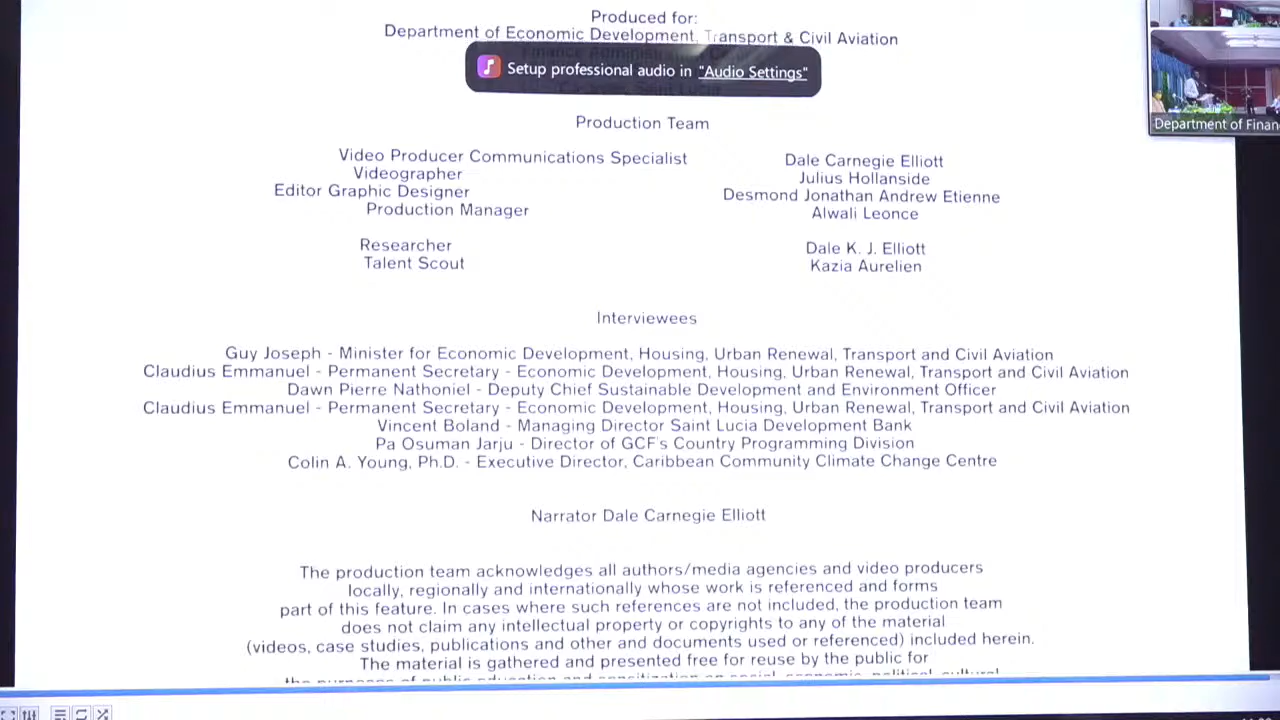 Produced for:
Department of Economic Development, Transport & Civil Aviation
Setup professional audio in "Audio Settings"
Production Team
Video Producer Communications Specialist Dale Carnegie Elliott
Videographer Julius Hollanside
Editor Graphic Designer Desmond Jonathan Andrew Etienne
Production Manager Alwali Leonce
Researcher Dale K. J. Elliott
Talent Scout Kazia Aurelien
Interviewees
Guy Joseph - Minister for Economic Development, Housing, Urban Renewal, Transport and Civil Aviation
Claudius Emmanuel - Permanent Secretary - Economic Development, Housing, Urban Renewal, Transport and Civil Aviation
Dawn Pierre Nathoniel - Deputy Chief Sustainable Development and Environment Officer
Claudius Emmanuel - Permanent Secretary - Economic Development, Housing, Urban Renewal, Transport and Civil Aviation
Vincent Boland - Managing Director Saint Lucia Development Bank
Pa Osuman Jarju - Director of GCF's Country Programming Division
Colin A. Young, Ph.D. - Executive Director, Caribbean Community Climate Change Centre
Narrator Dale Carnegie Elliott
The production team acknowledges all authors/media agencies and video producers
locally, regionally and internationally whose work is referenced and forms
part of this feature. In cases where such references are not included, the production team
does not claim any intellectual property or copyrights to any of the material
(videos, case studies, publications and other and documents used or referenced) included herein.
The material is gathered and presented free for reuse by the public for
Department of Finan